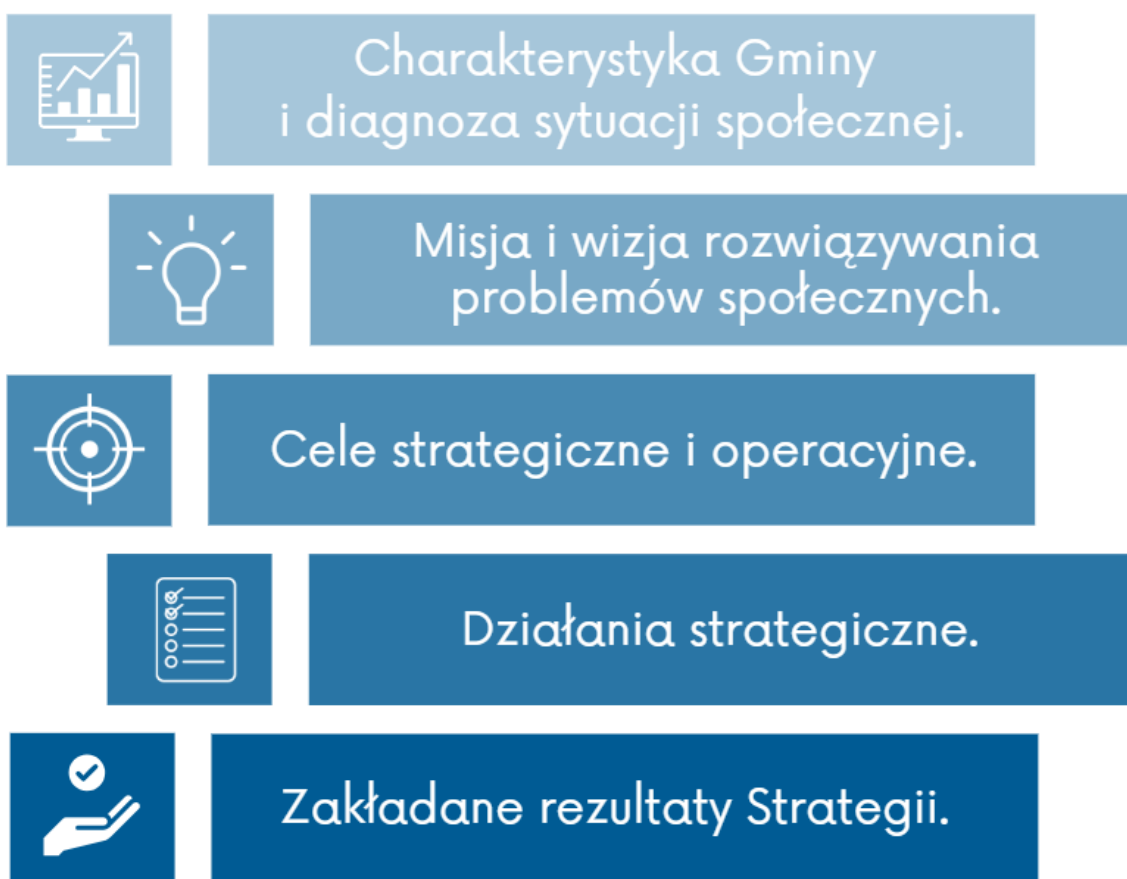 Charakterystyka Gminy
i diagnoza sytuacji społecznej.
Misja i wizja rozwiązywania
problemów społecznych.
Cele strategiczne i operacyjne.
Działania strategiczne.
Zakładane rezultaty Strategii.